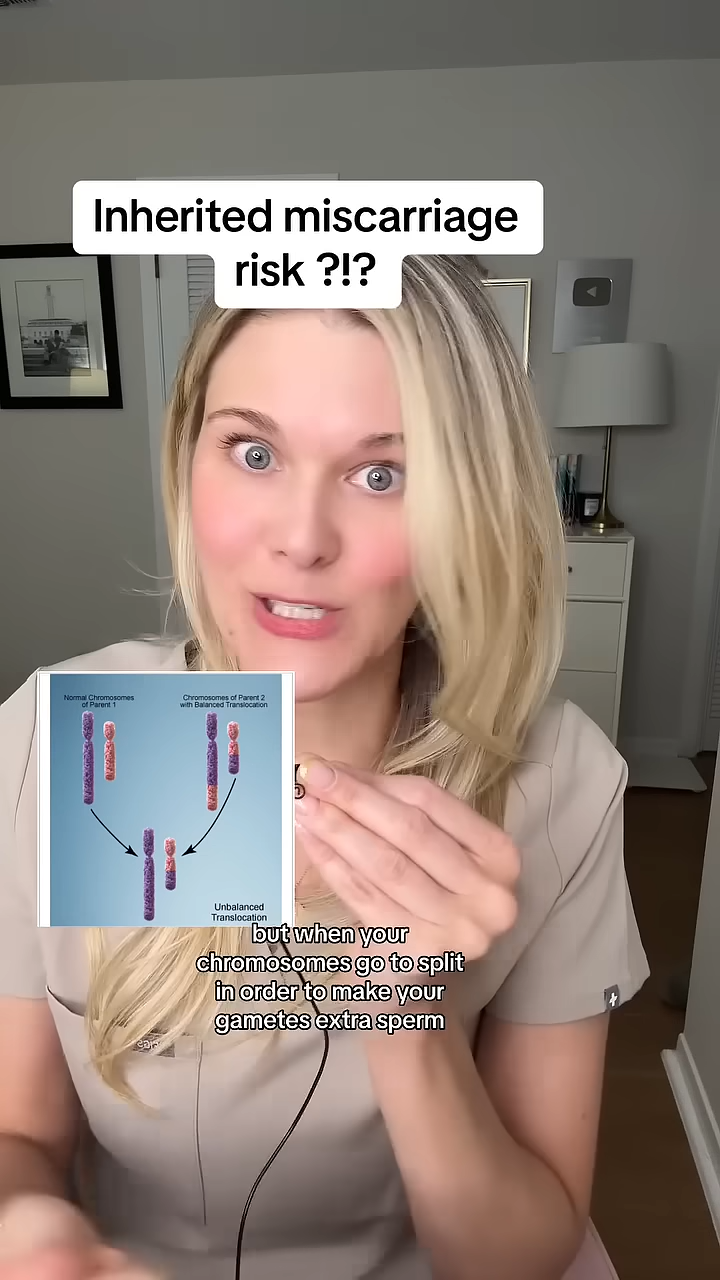 Inherited miscarriage
risk ?!?
Normal Chromosomes
of Parent 1
Chromosomes of Parent 2
with Balanced Translocation
Unbalanced
Translocation
but when your
chromosomes go to split
in order to make your
gametes extra sperm